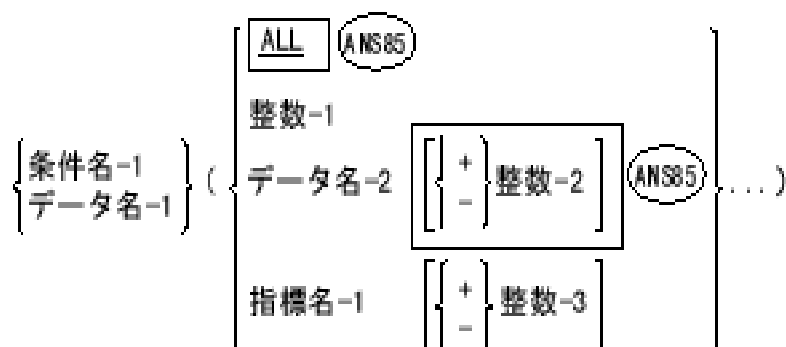 ALL ANS85
整数-1
条件名-1
データ名-1
( データ名-2 [{+ -}整数-2] ANS85 ...)
指標名-1 [{+ -}整数-3]